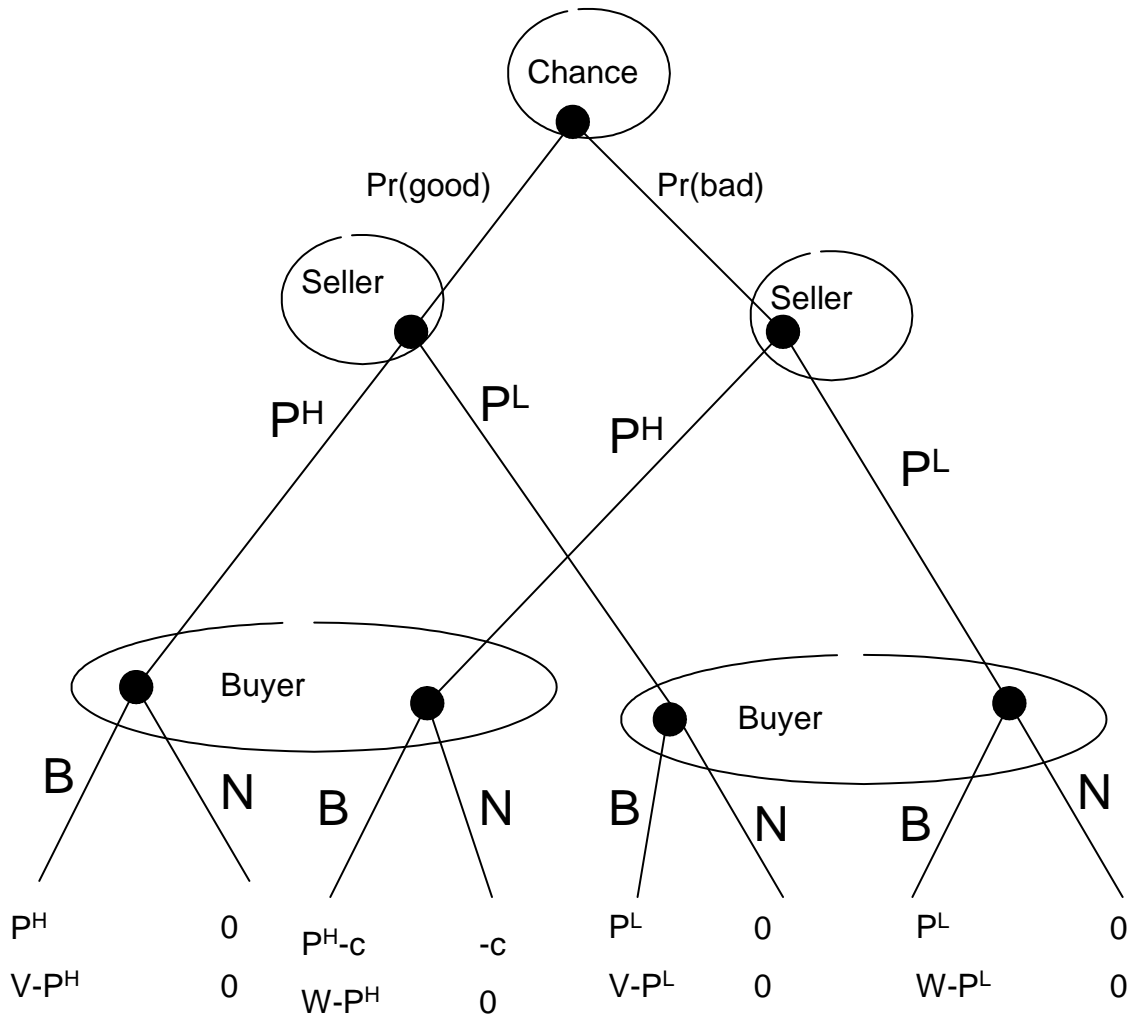 Chance
Pr(good) Pr(bad)
Seller Seller
Pᴴ Pᴸ Pᴴ Pᴸ
Buyer Buyer
B N B N B N B N
Pᴴ 0 Pᴴ-c -c Pᴸ 0 Pᴸ 0
V-Pᴴ 0 W-Pᴴ 0 V-Pᴸ 0 W-Pᴸ 0